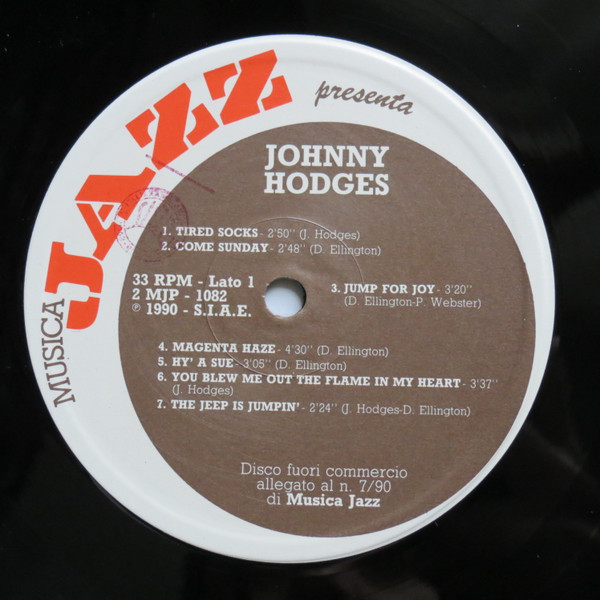 MUSICA
JAZZ
presenta
JOHNNY
HODGES
1. TIRED SOCKS - 2'50" (J. Hodges)
2. COME SUNDAY - 2'48" (D. Ellington)
33 RPM - Lato 1
2 MJP - 1082
℗ 1990 - S.I.A.E.
3. JUMP FOR JOY - 3'20"
(D. Ellington-P. Webster)
4. MAGENTA HAZE - 4'30" (D. Ellington)
5. HY' A SUE - 3'05" (D. Ellington)
6. YOU BLEW ME OUT THE FLAME IN MY HEART - 3'37"
(J. Hodges)
7. THE JEEP IS JUMPIN' - 2'24" (J. Hodges-D. Ellington)
Disco fuori commercio
allegato al n. 7/90
di Musica Jazz